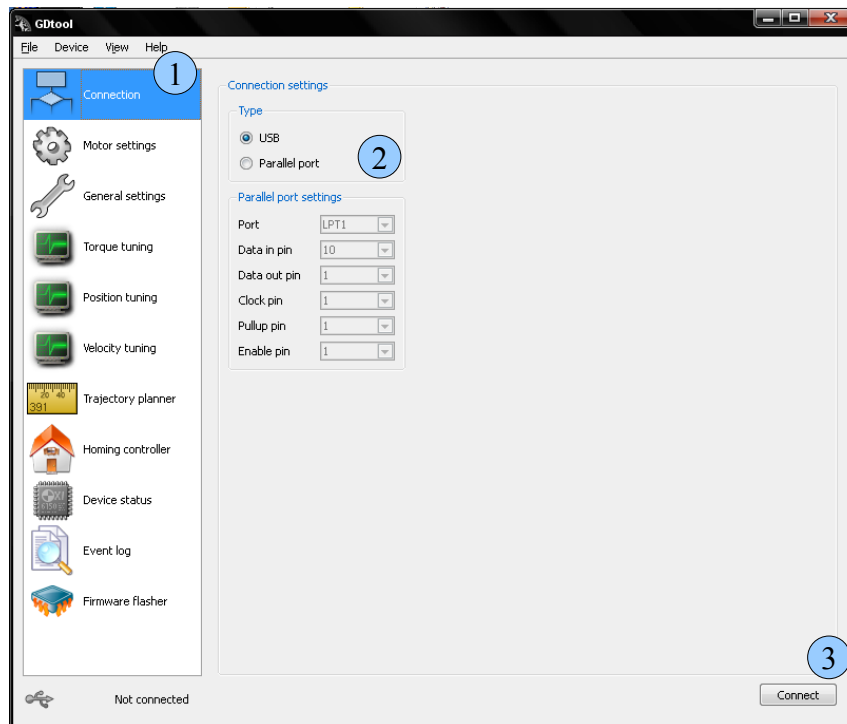 GDtool
File Device View Help
1
Connection
Motor settings
General settings
Torque tuning
Position tuning
Velocity tuning
20 40
391
Trajectory planner
Homing controller
Device status
Event log
Firmware flasher
Connection settings
Type
USB
Parallel port
2
Parallel port settings
Port LPT1
Data in pin 10
Data out pin 1
Clock pin 1
Pullup pin 1
Enable pin 1
3
Not connected
Connect